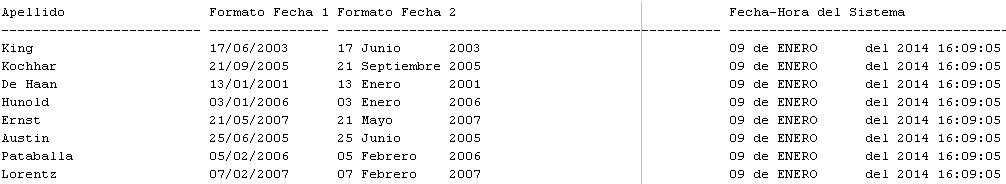 Apellido                  Formato Fecha 1 Formato Fecha 2                                  Fecha-Hora del Sistema
------------------------- --------------- ------------------------------------------------ -----------------------------------
King                      17/06/2003      17 Junio      2003                               09 de ENERO      del 2014 16:09:05
Kochhar                   21/09/2005      21 Septiembre 2005                               09 de ENERO      del 2014 16:09:05
De Haan                   13/01/2001      13 Enero      2001                               09 de ENERO      del 2014 16:09:05
Hunold                    03/01/2006      03 Enero      2006                               09 de ENERO      del 2014 16:09:05
Ernst                     21/05/2007      21 Mayo       2007                               09 de ENERO      del 2014 16:09:05
Austin                    25/06/2005      25 Junio      2005                               09 de ENERO      del 2014 16:09:05
Pataballa                 05/02/2006      05 Febrero    2006                               09 de ENERO      del 2014 16:09:05
Lorentz                   07/02/2007      07 Febrero    2007                               09 de ENERO      del 2014 16:09:05